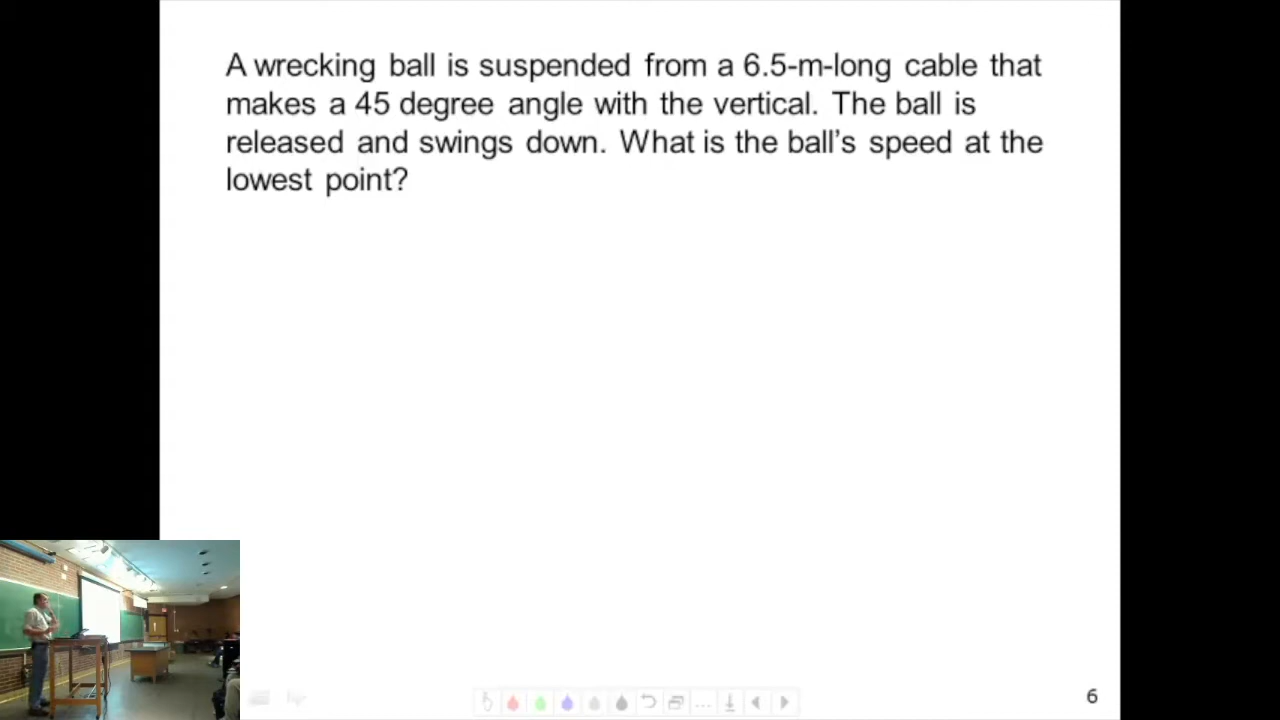 A wrecking ball is suspended from a 6.5-m-long cable that
makes a 45 degree angle with the vertical. The ball is
released and swings down. What is the ball's speed at the
lowest point?
6